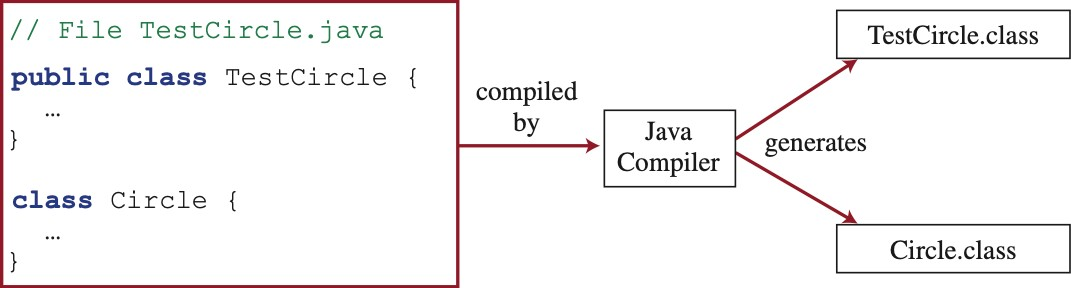 // File TestCircle.java
public class TestCircle {
…
}
class Circle {
…
}
compiled
by
Java
Compiler
generates
TestCircle.class
Circle.class